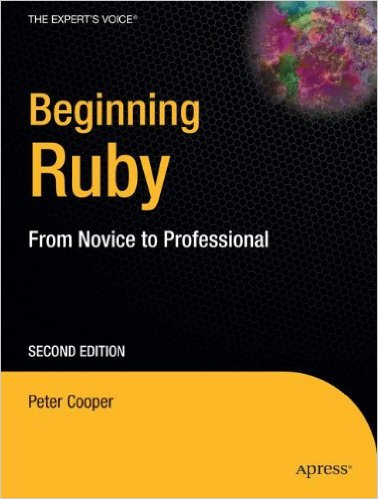 THE EXPERT'S VOICE®
Beginning
Ruby
From Novice to Professional
SECOND EDITION
Peter Cooper
Apress®